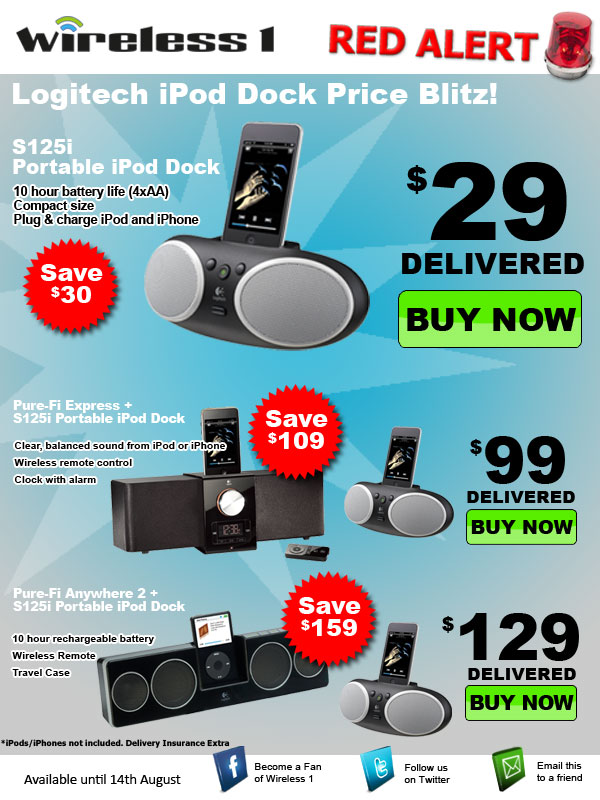 wireless 1
RED ALERT
Logitech iPod Dock Price Blitz!
S125i
Portable iPod Dock
10 hour battery life (4xAA)
Compact size
Plug & charge iPod and iPhone
Save
$30
$29
DELIVERED
BUY NOW
Pure-Fi Express +
S125i Portable iPod Dock
Clear, balanced sound from iPod or iPhone
Wireless remote control
Clock with alarm
Save
$109
$99
DELIVERED
BUY NOW
Pure-Fi Anywhere 2 +
S125i Portable iPod Dock
10 hour rechargeable battery
Wireless Remote
Travel Case
Save
$159
$129
DELIVERED
BUY NOW
*iPods/iPhones not included. Delivery Insurance Extra
Available until 14th August
Become a Fan
of Wireless 1
Follow us
on Twitter
Email this
to a friend